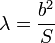 λ = b²/S